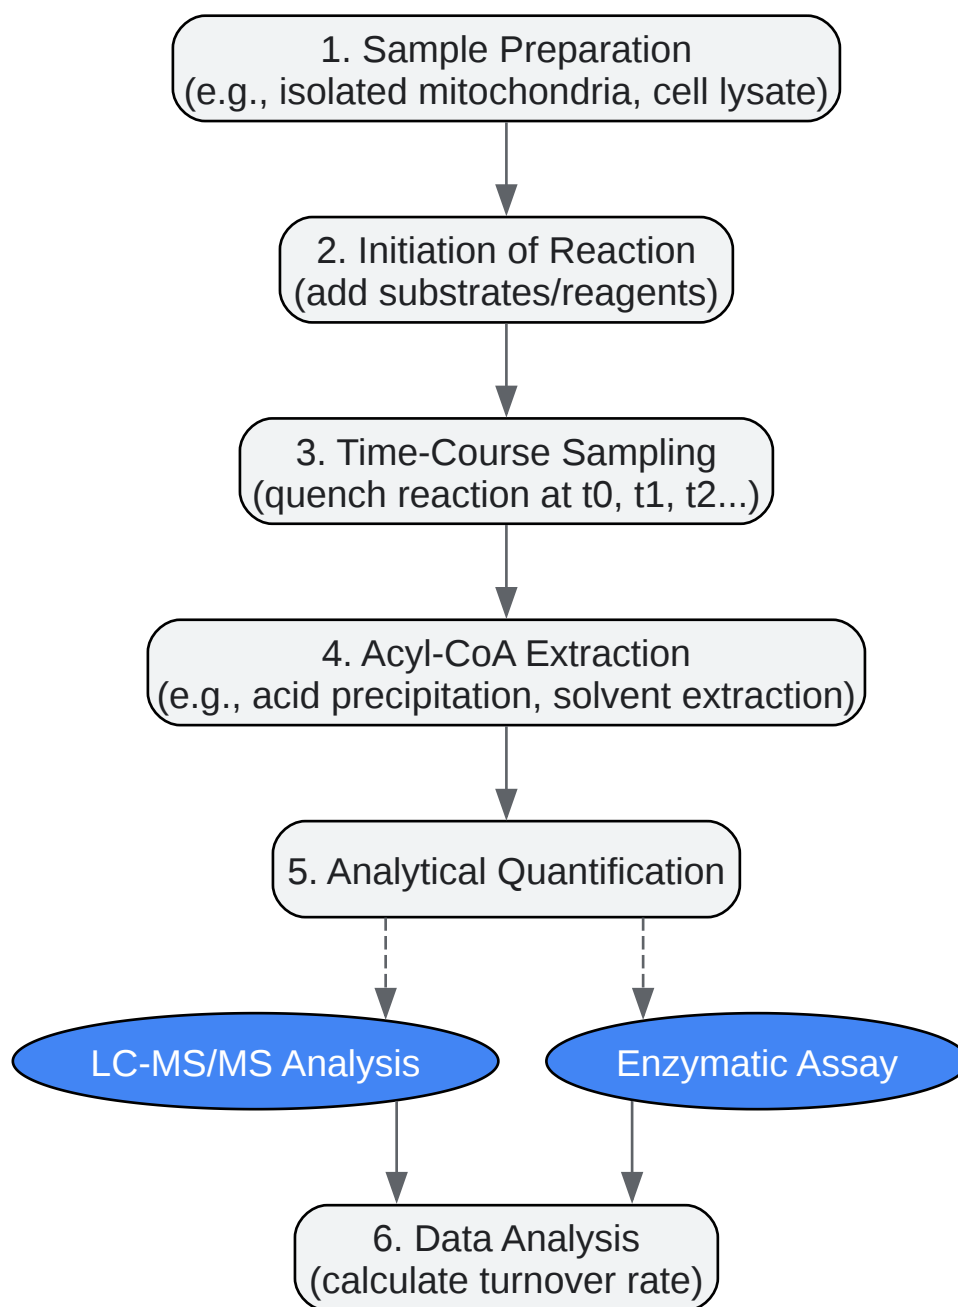 1. Sample Preparation
(e.g., isolated mitochondria, cell lysate)
2. Initiation of Reaction
(add substrates/reagents)
3. Time-Course Sampling
(quench reaction at t0, t1, t2...)
4. Acyl-CoA Extraction
(e.g., acid precipitation, solvent extraction)
5. Analytical Quantification
LC-MS/MS Analysis
Enzymatic Assay
6. Data Analysis
(calculate turnover rate)